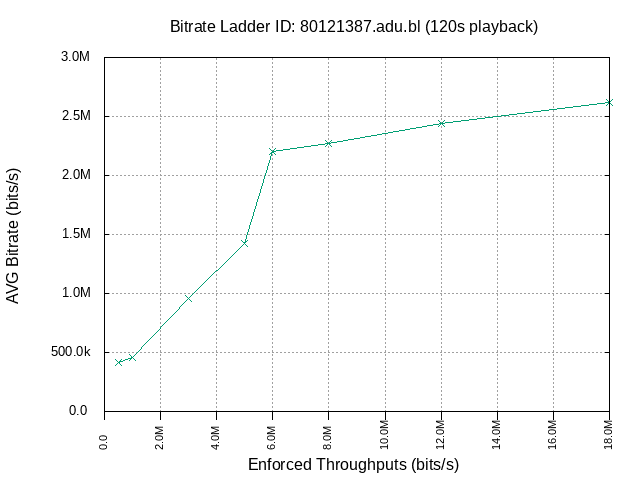 Bitrate Ladder ID: 80121387.adu.bl (120s playback)
3.0M
2.5M
2.0M
1.5M
1.0M
500.0k
0.0
AVG Bitrate (bits/s)
0.0 2.0M 4.0M 6.0M 8.0M 10.0M 12.0M 14.0M 16.0M 18.0M
Enforced Throughputs (bits/s)